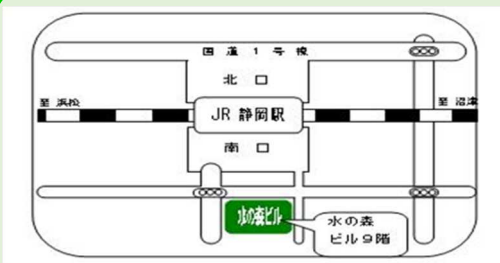 国道1号線
北口
至 浜松
至 沼津
JR 静岡駅
南口
水の森ビル
水の森
ビル9階